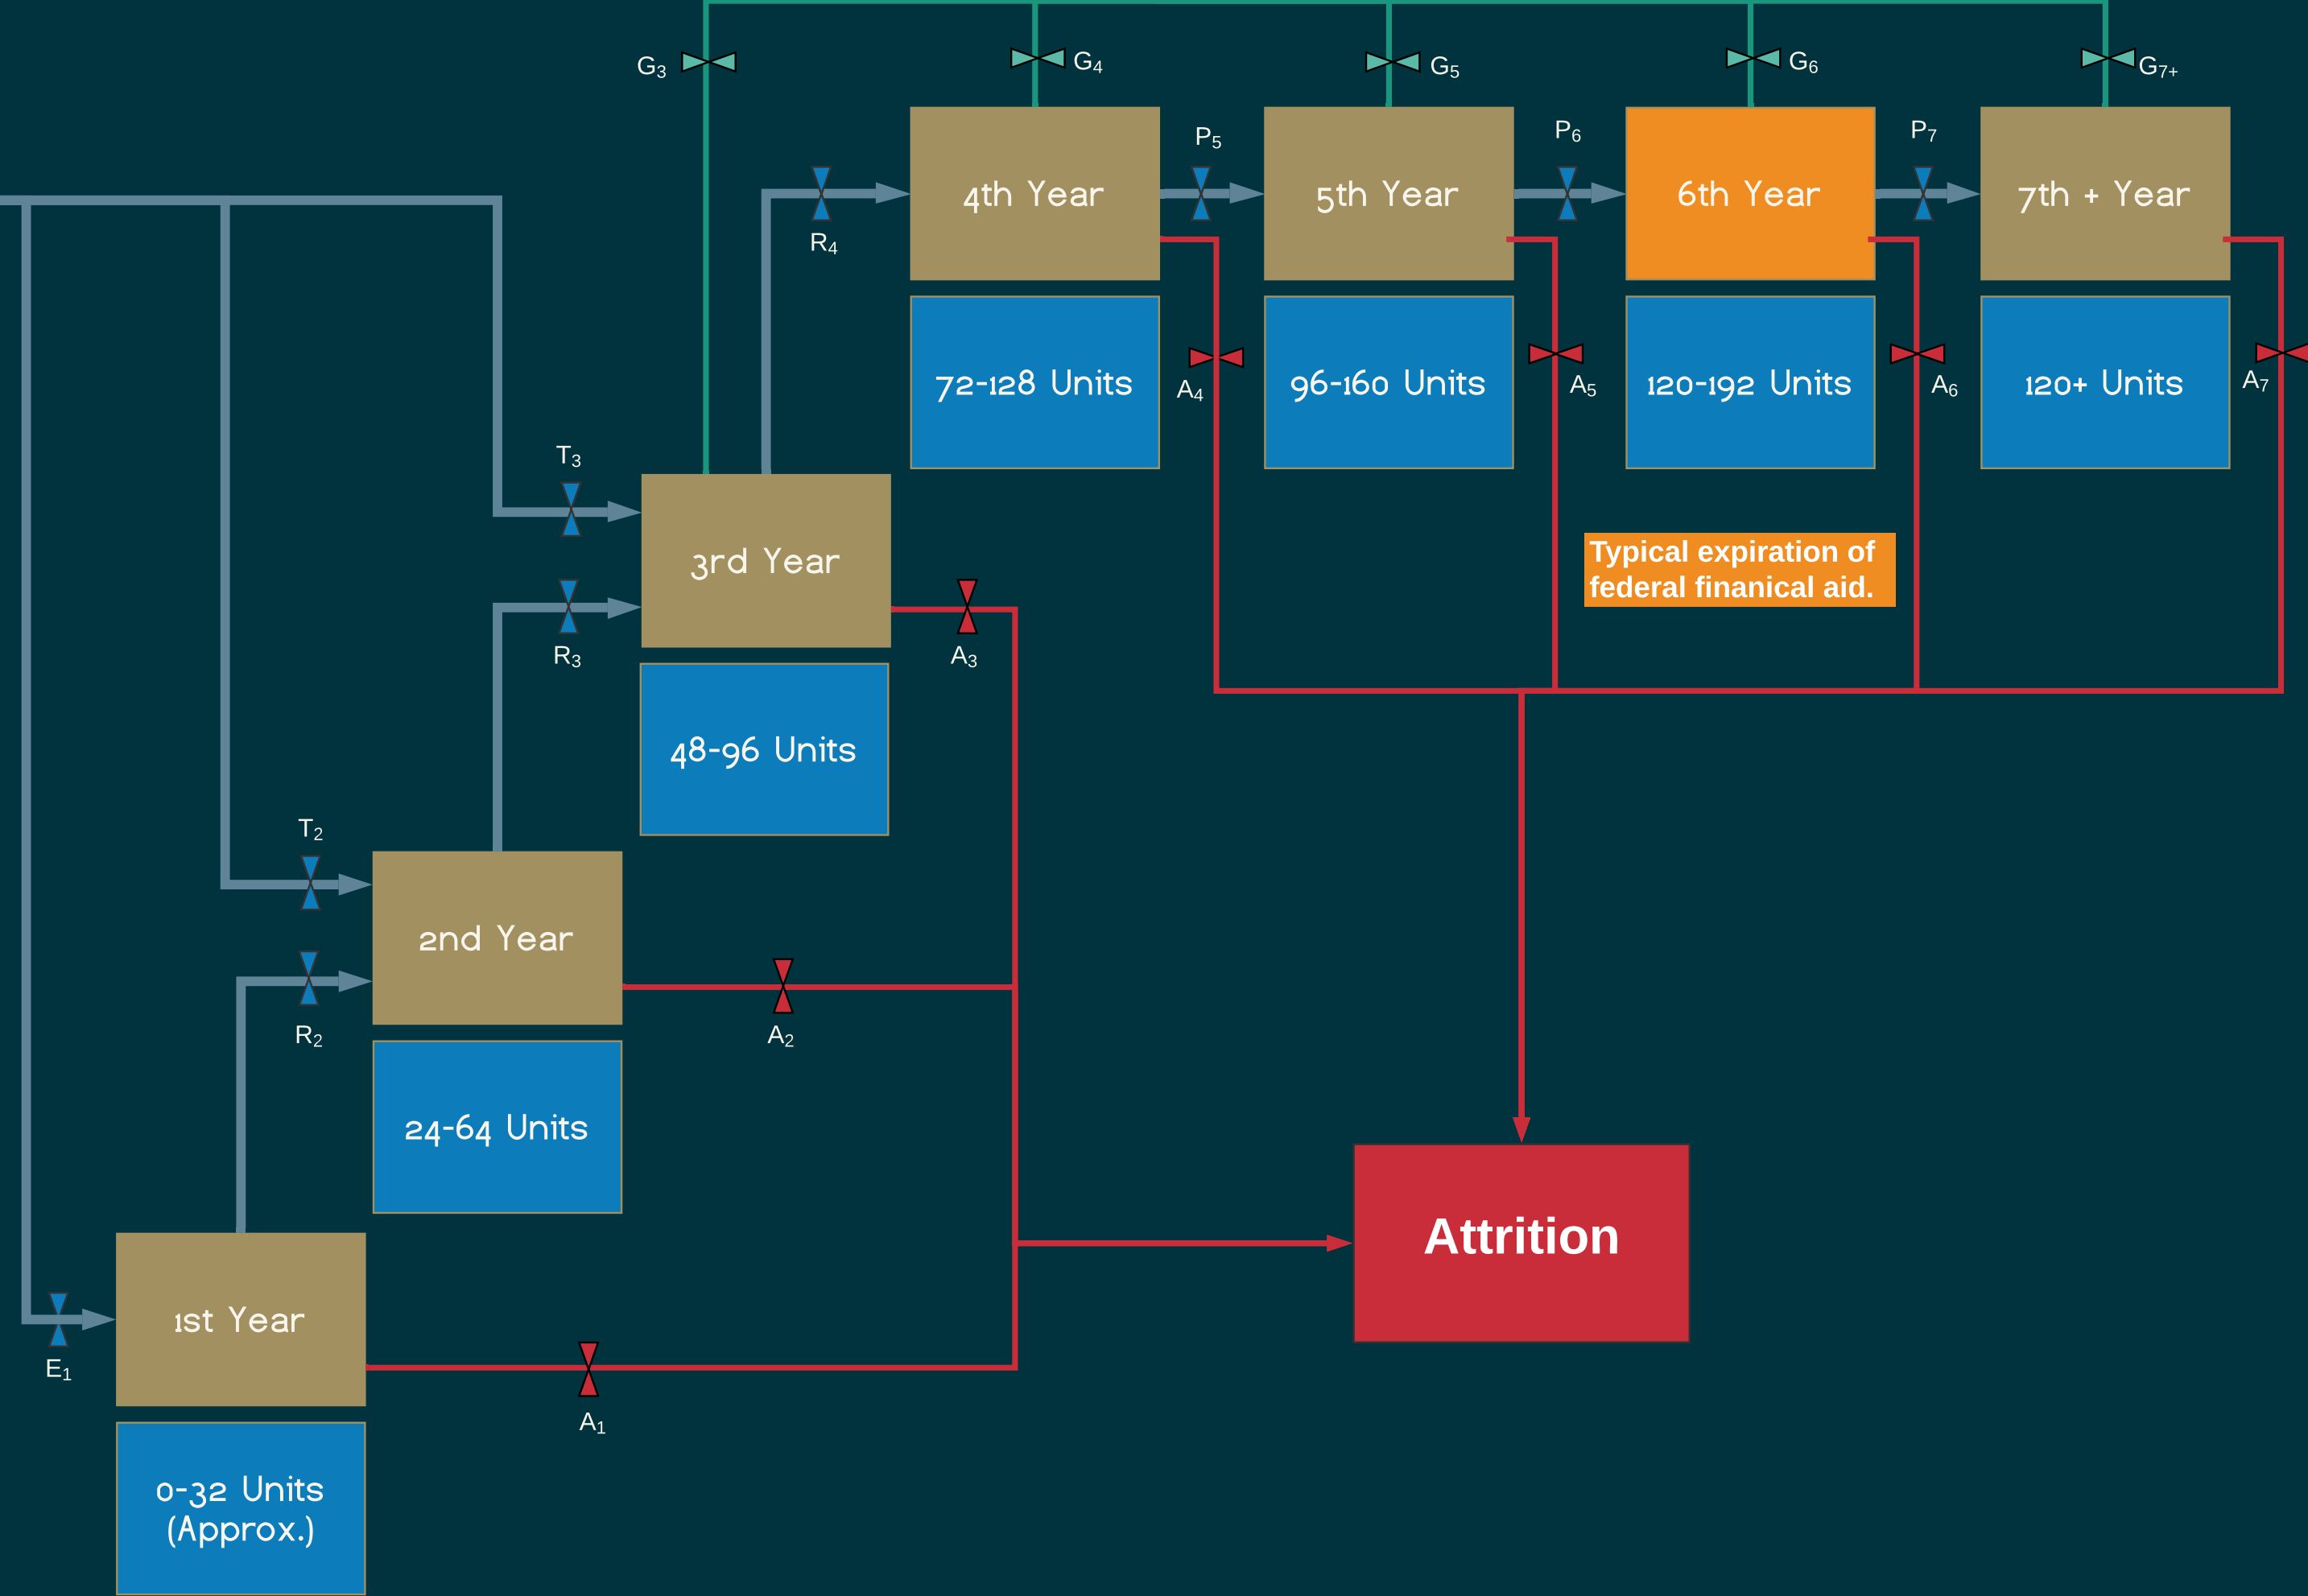 G3
G4
G5
G6
G7+
P5
P6
P7
4th Year
5th Year
6th Year
7th + Year
R4
72-128 Units
96-160 Units
120-192 Units
120+ Units
A4
A5
A6
A7
T3
3rd Year
Typical expiration of
federal finanical aid.
R3
A3
48-96 Units
T2
2nd Year
R2
A2
24-64 Units
Attrition
1st Year
E1
A1
0-32 Units
(Approx.)